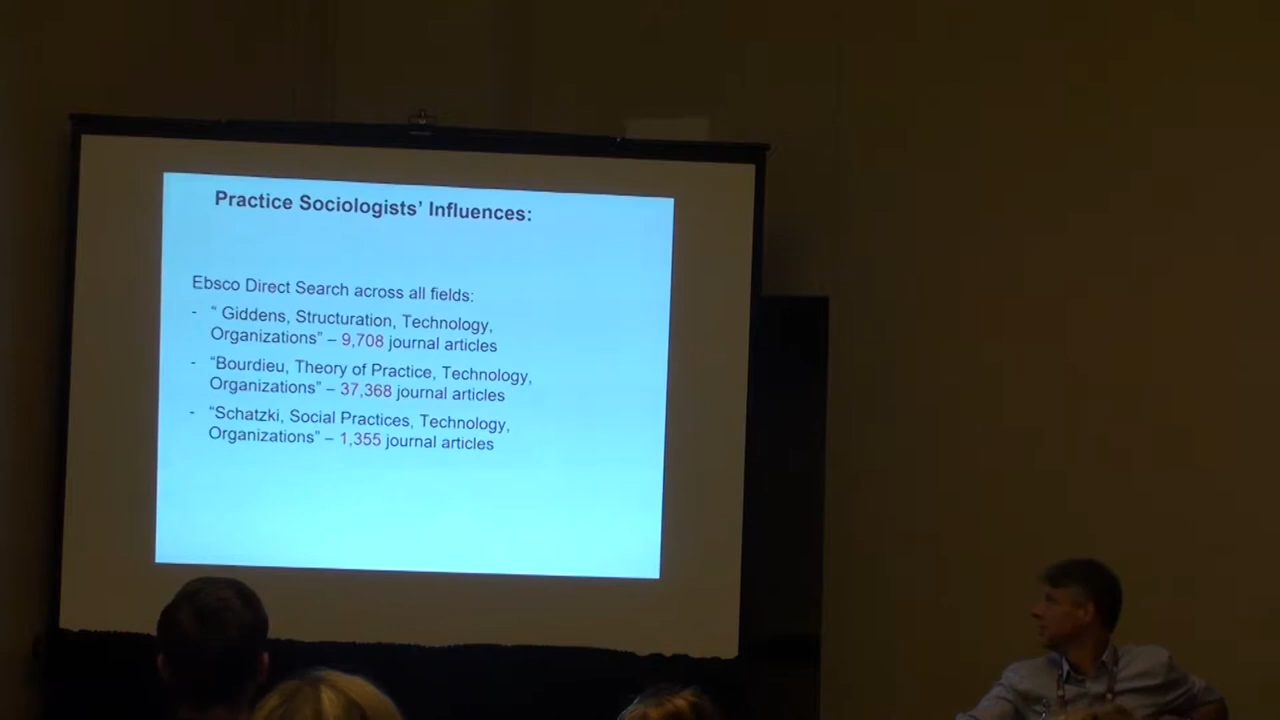 Practice Sociologists’ Influences:
Ebsco Direct Search across all fields:
- “ Giddens, Structuration, Technology,
Organizations” – 9,708 journal articles
- “Bourdieu, Theory of Practice, Technology,
Organizations” – 37,368 journal articles
- “Schatzki, Social Practices, Technology,
Organizations” – 1,355 journal articles